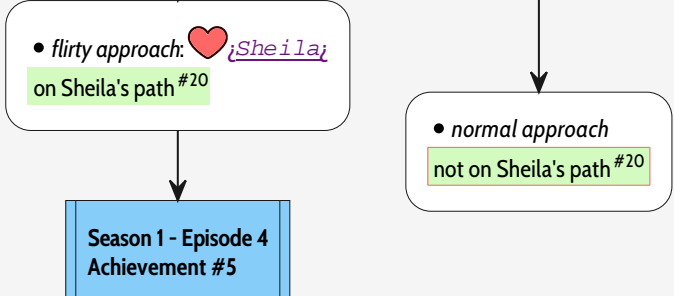 • flirty approach: ¿Sheila¿
on Sheila's path #20
Season 1 - Episode 4
Achievement #5
• normal approach
not on Sheila's path #20